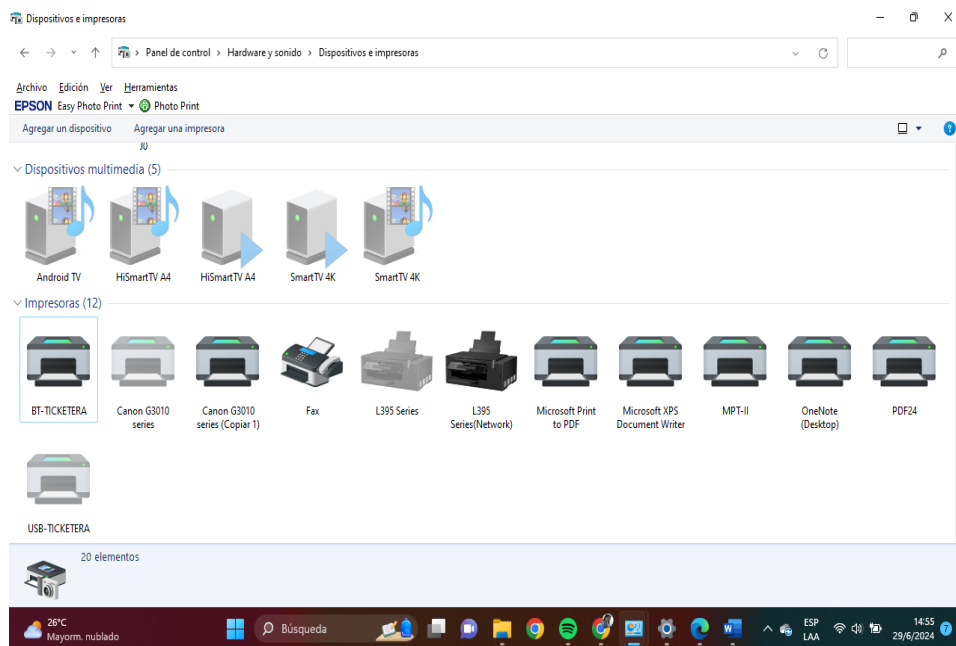 Dispositivos e impresoras
Panel de control › Hardware y sonido › Dispositivos e impresoras
Archivo Edición Ver Herramientas
EPSON Easy Photo Print Photo Print
Agregar un dispositivo Agregar una impresora
J0
Dispositivos multimedia (5)
Android TV HiSmartTV A4 HiSmartTV A4 SmartTV 4K SmartTV 4K
Impresoras (12)
BT-TICKETERA Canon G3010 Canon G3010 Fax L395 Series L395 Microsoft Print Microsoft XPS MPT-II OneNote PDF24
series series (Copiar 1) Series(Network) to PDF Document Writer (Desktop)
USB-TICKETERA
20 elementos
26°C ESP 14:55
Mayorm. nublado Búsqueda LAA 29/6/2024 7